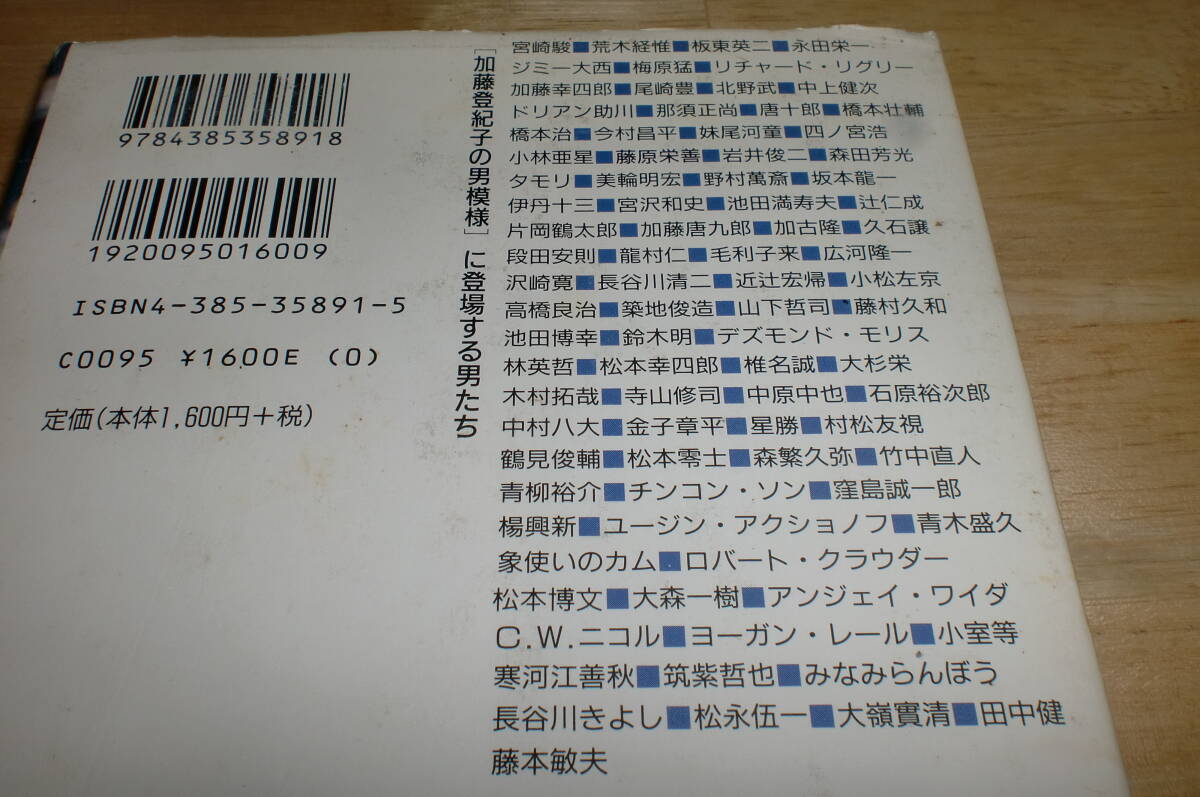 9784385358918
1920095016009
ISBN4-385-35891-5
C0095 ¥1600E (0)
定価(本体1,600円+税)
[加藤登紀子の男模様]に登場する男たち
宮崎駿■荒木経惟■板東英二■永田栄一
ジミー大西■梅原猛■リチャード・リグリー
加藤幸四郎■尾崎豊■北野武■中上健次
ドリアン助川■那須正尚■唐十郎■橋本壮輔
橋本治■今村昌平■妹尾河童■四ノ宮浩
小林亜星■藤原栄善■岩井俊二■森田芳光
タモリ■美輪明宏■野村萬斎■坂本龍一
伊丹十三■宮沢和史■池田満寿夫■辻仁成
片岡鶴太郎■加藤唐九郎■加古隆■久石譲
段田安則■龍村仁■毛利子来■広河隆一
沢崎寛■長谷川清二■近辻宏帰■小松左京
高橋良治■築地俊造■山下哲司■藤村久和
池田博幸■鈴木明■デズモンド・モリス
林英哲■松本幸四郎■椎名誠■大杉栄
木村拓哉■寺山修司■中原中也■石原裕次郎
中村八大■金子章平■星勝■村松友視
鶴見俊輔■松本零士■森繁久弥■竹中直人
青柳裕介■チンコン・ソン■窪島誠一郎
楊興新■ユージン・アクショノフ■青木盛久
象使いのカム■ロバート・クラウダー
松本博文■大森一樹■アンジェイ・ワイダ
C.W.ニコル■ヨーガン・レール■小室等
寒河江善秋■筑紫哲也■みなみらんぼう
長谷川きよし■松永伍一■大嶺實清■田中健
藤本敏夫